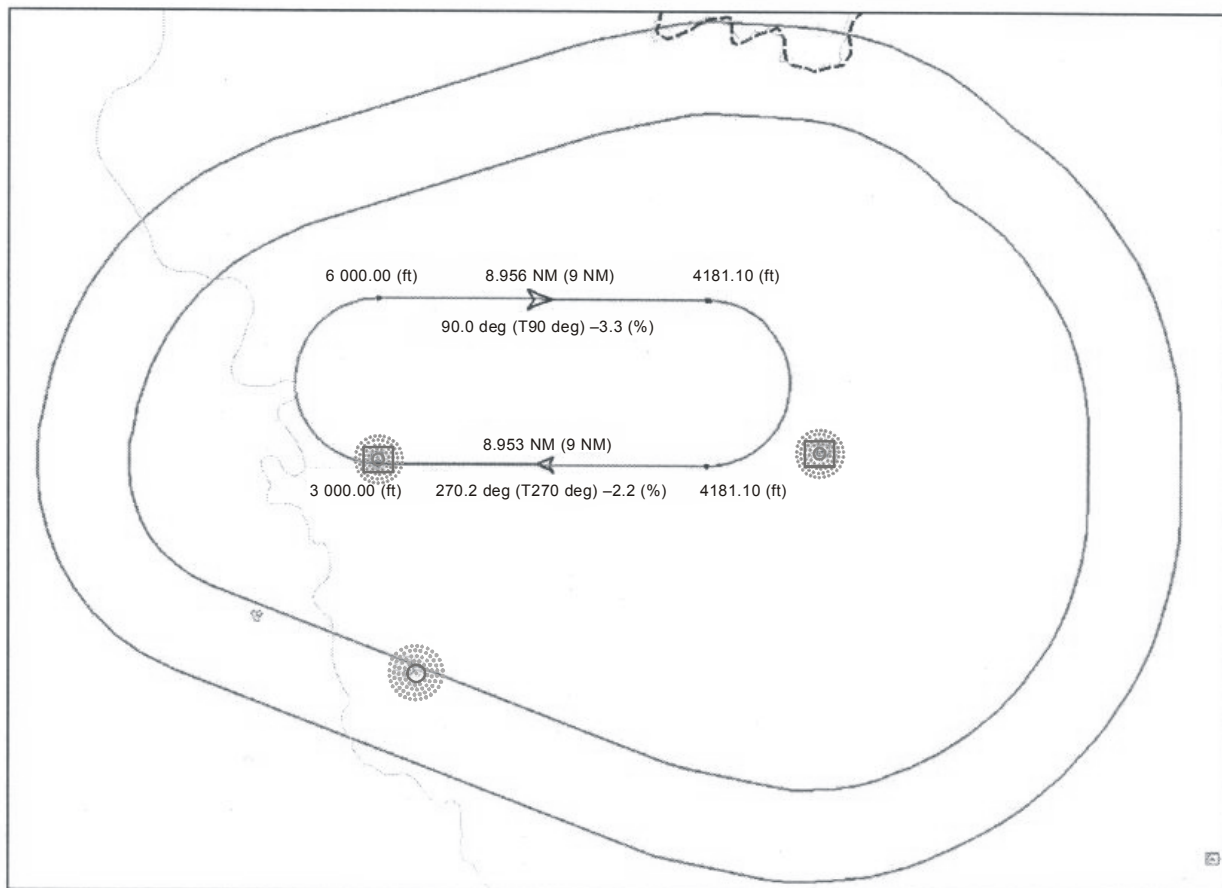 6 000.00 (ft) 8.956 NM (9 NM) 4181.10 (ft)
90.0 deg (T90 deg) –3.3 (%)
8.953 NM (9 NM)
3 000.00 (ft) 270.2 deg (T270 deg) –2.2 (%) 4181.10 (ft)